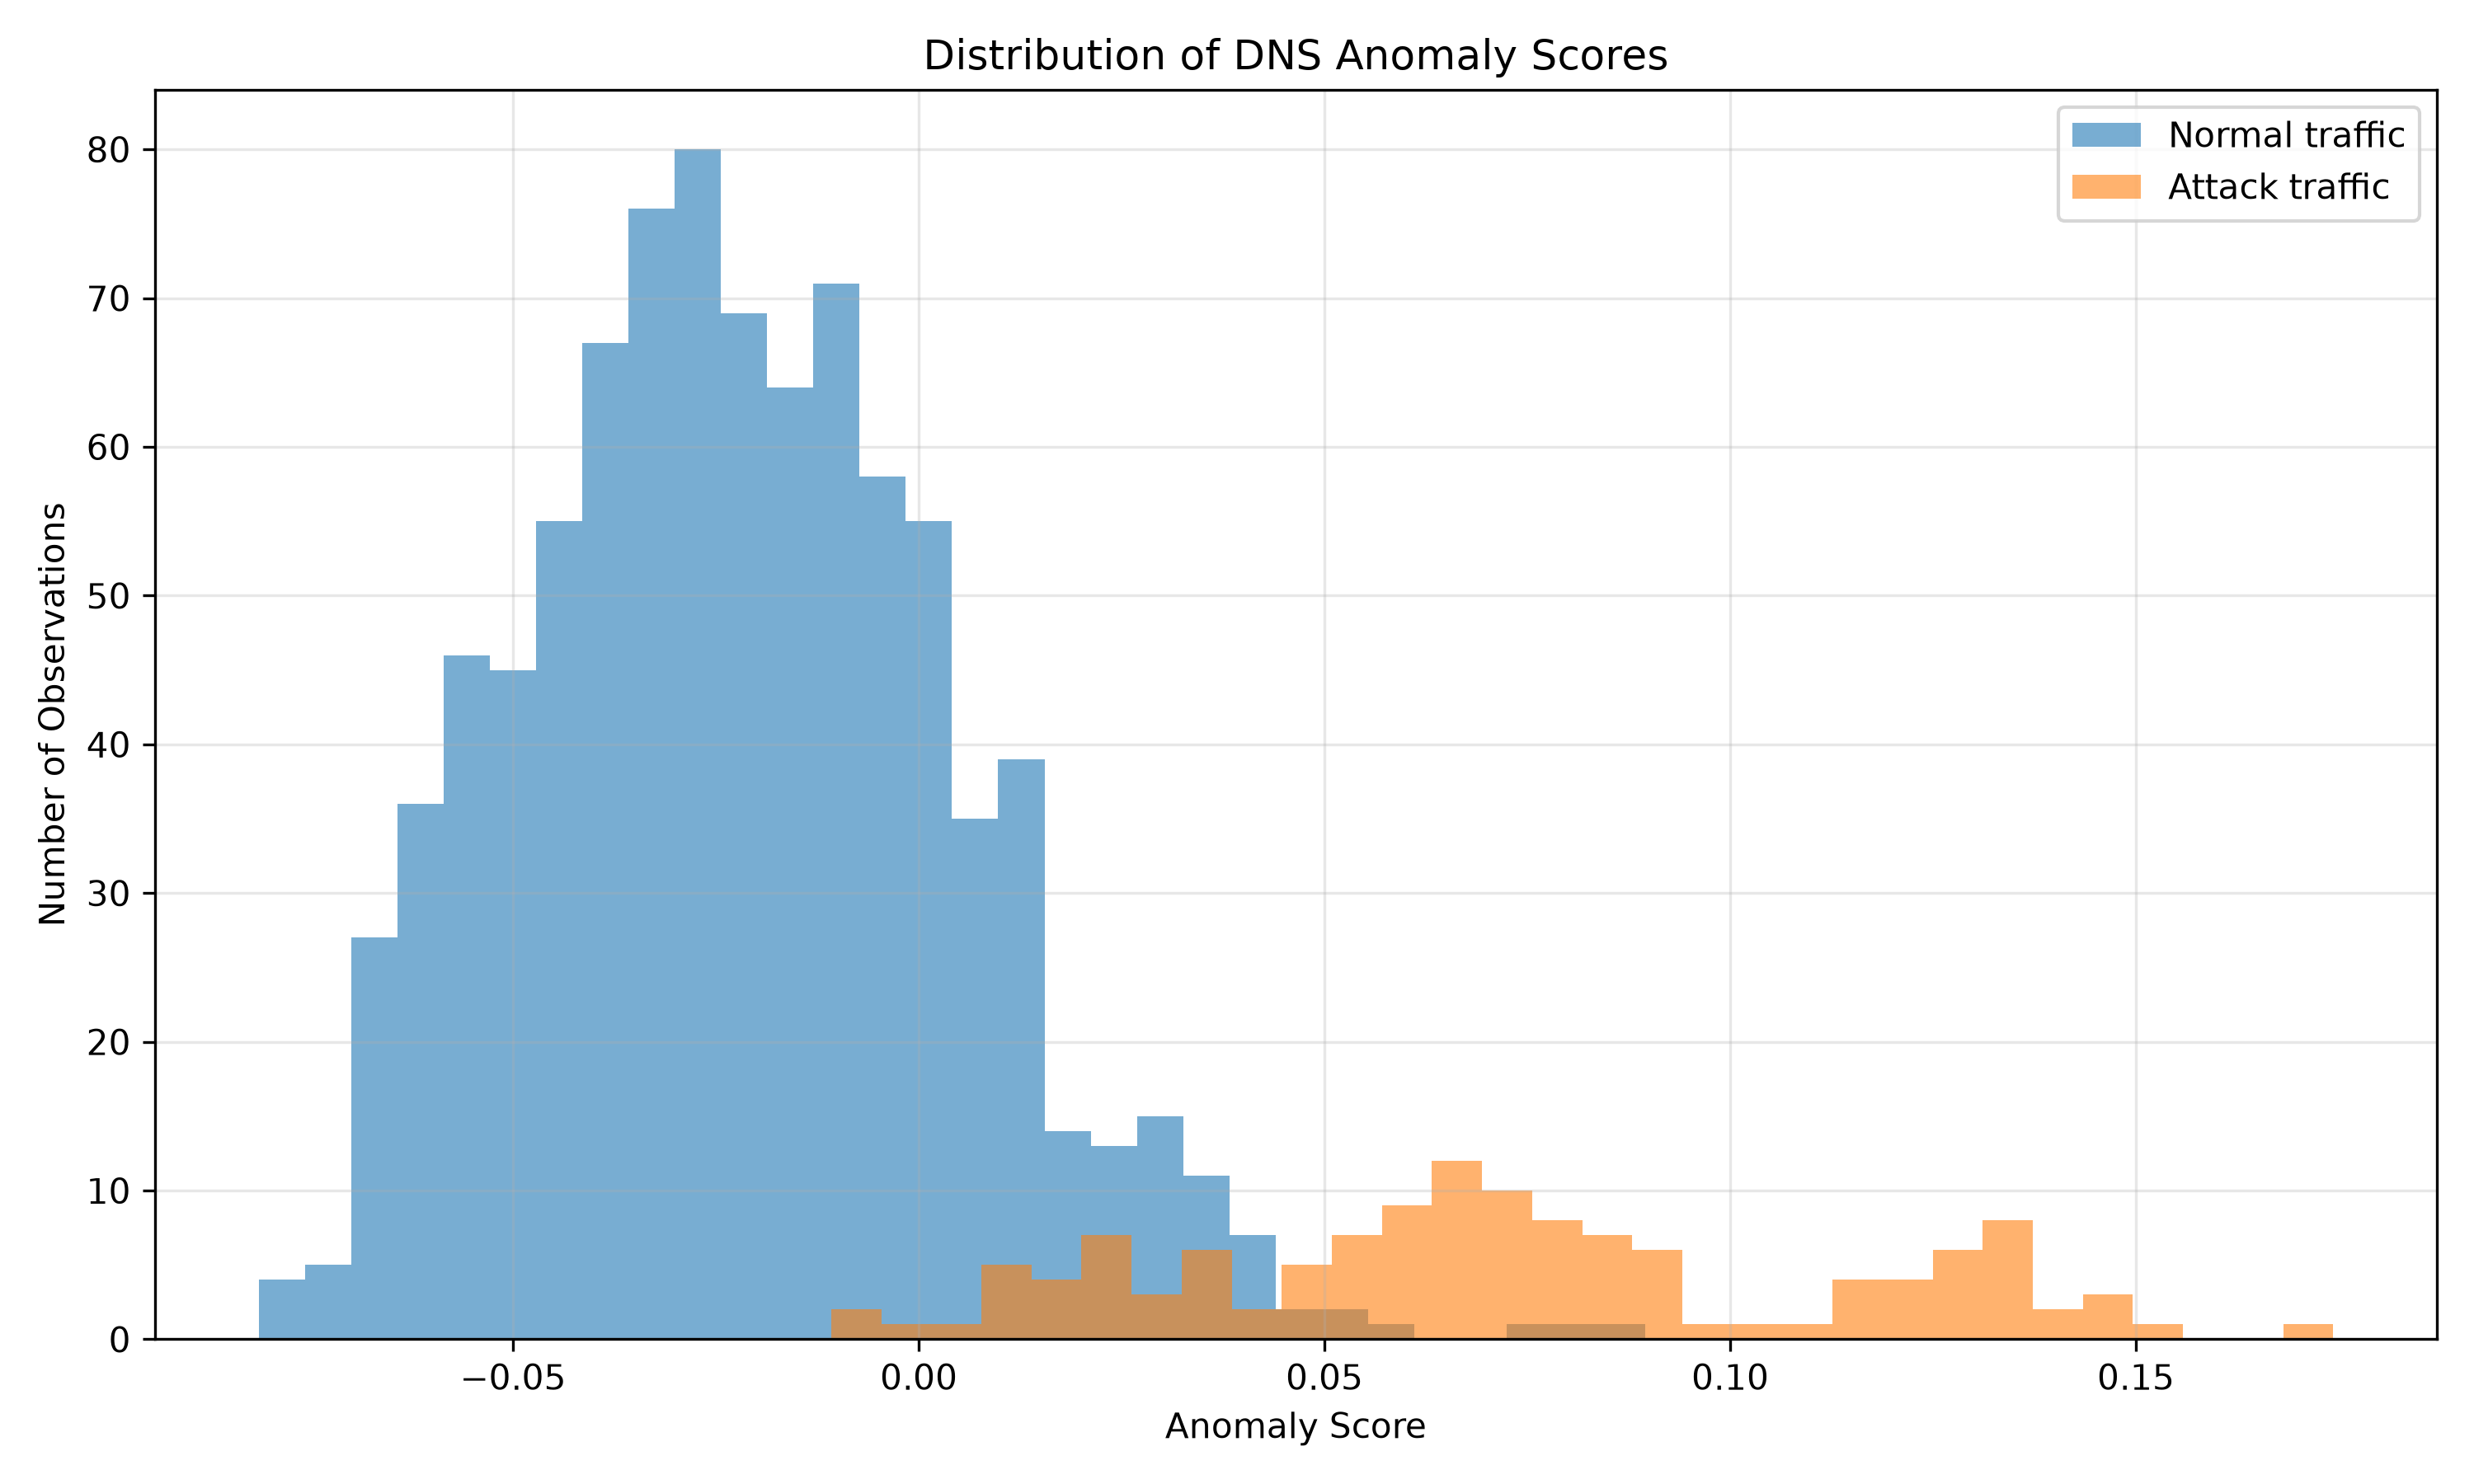 Distribution of DNS Anomaly Scores
Normal traffic
Attack traffic
Number of Observations
80
70
60
50
40
30
20
10
0
−0.05
0.00
0.05
0.10
0.15
Anomaly Score